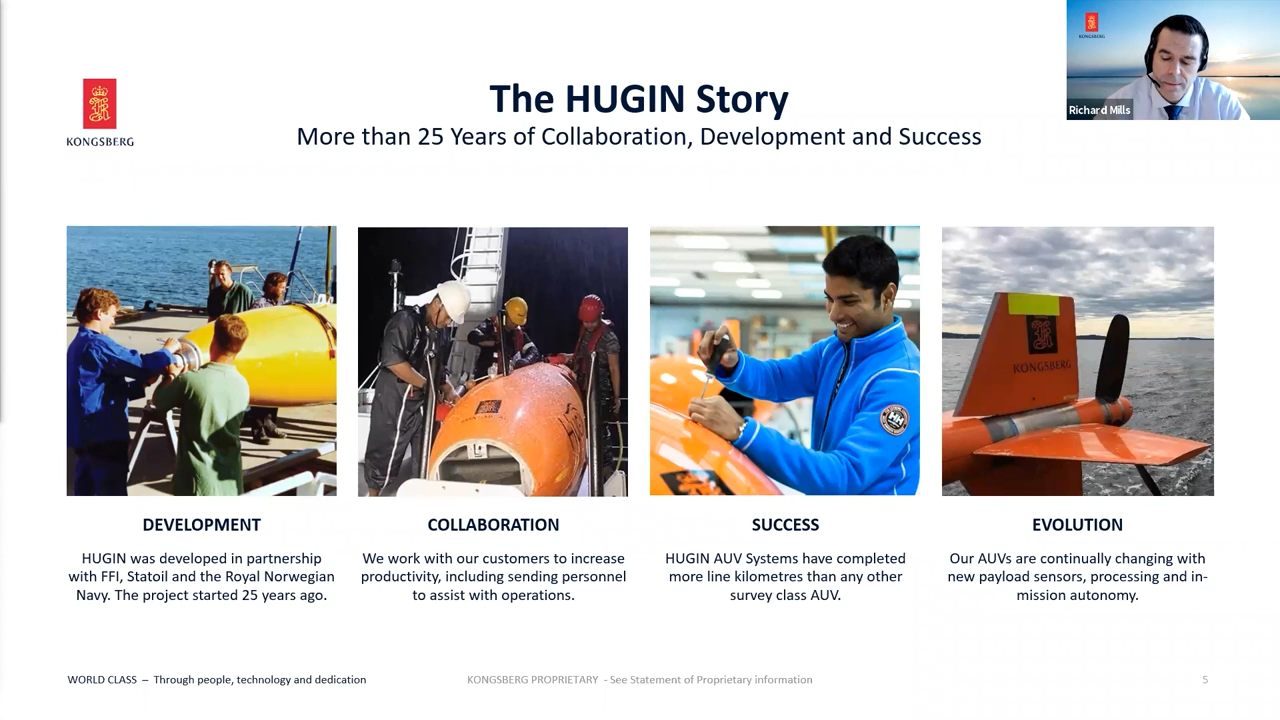 KONGSBERG
The HUGIN Story
More than 25 Years of Collaboration, Development and Success
KONGSBERG
Richard Mills
KONGSBERG
HH
DEVELOPMENT
HUGIN was developed in partnership
with FFI, Statoil and the Royal Norwegian
Navy. The project started 25 years ago.
COLLABORATION
We work with our customers to increase
productivity, including sending personnel
to assist with operations.
SUCCESS
HUGIN AUV Systems have completed
more line kilometres than any other
survey class AUV.
EVOLUTION
Our AUVs are continually changing with
new payload sensors, processing and in-
mission autonomy.
WORLD CLASS – Through people, technology and dedication
KONGSBERG PROPRIETARY - See Statement of Proprietary information
5